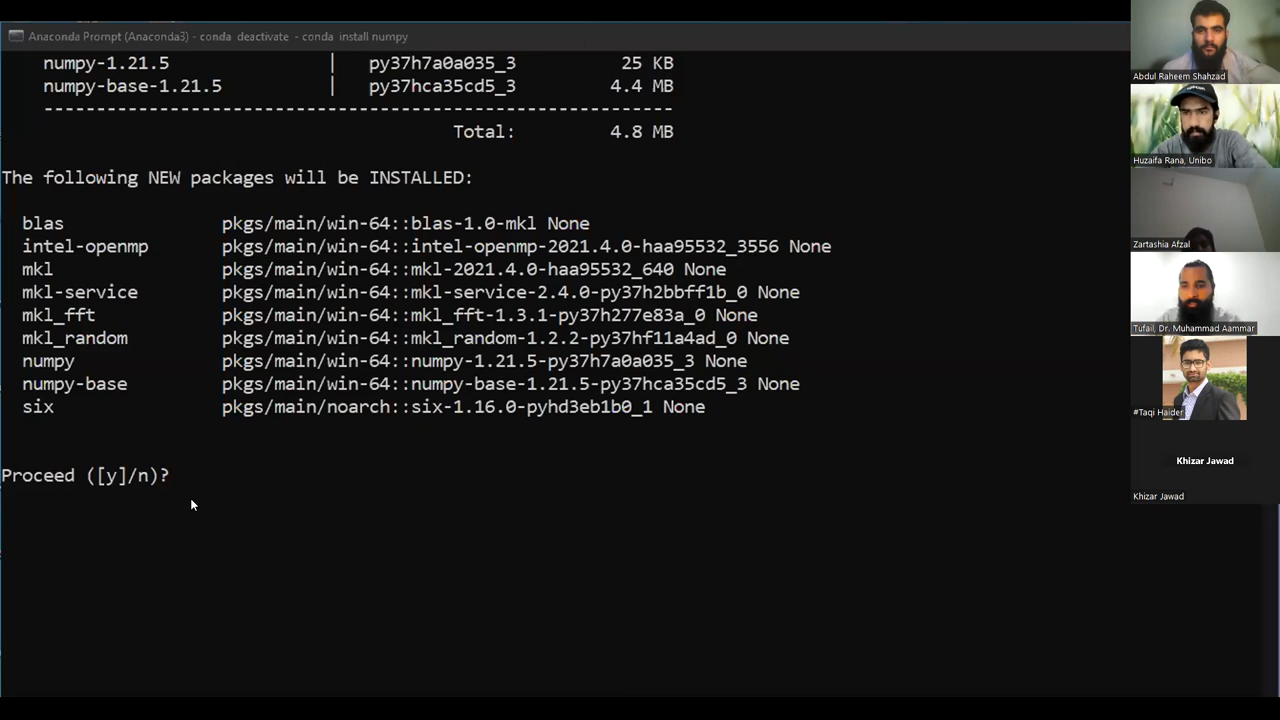 Anaconda Prompt (Anaconda3) - conda deactivate - conda install numpy
numpy-1.21.5 | py37h7a0a035_3 25 KB
numpy-base-1.21.5 | py37hca35cd5_3 4.4 MB
------------------------------------------------------------
Total: 4.8 MB
The following NEW packages will be INSTALLED:
blas pkgs/main/win-64::blas-1.0-mkl None
intel-openmp pkgs/main/win-64::intel-openmp-2021.4.0-haa95532_3556 None
mkl pkgs/main/win-64::mkl-2021.4.0-haa95532_640 None
mkl-service pkgs/main/win-64::mkl-service-2.4.0-py37h2bbff1b_0 None
mkl_fft pkgs/main/win-64::mkl_fft-1.3.1-py37h277e83a_0 None
mkl_random pkgs/main/win-64::mkl_random-1.2.2-py37hf11a4ad_0 None
numpy pkgs/main/win-64::numpy-1.21.5-py37h7a0a035_3 None
numpy-base pkgs/main/win-64::numpy-base-1.21.5-py37hca35cd5_3 None
six pkgs/main/noarch::six-1.16.0-pyhd3eb1b0_1 None
Proceed ([y]/n)?
Abdul Raheem Shahzad
Huzaifa Rana, Unibo
Zartashia Afzal
Tufail, Dr. Muhammad Aammar
#Taqi Haider
Khizar Jawad
Khizar Jawad